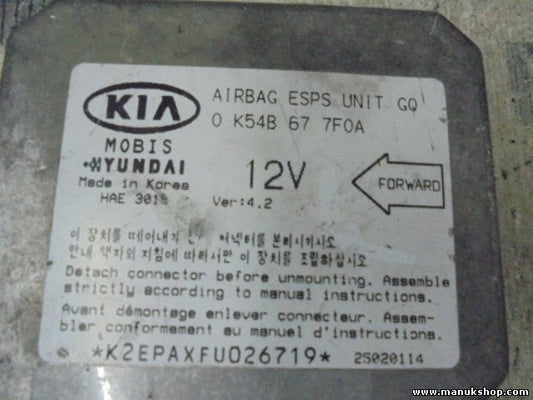 KIA
AIRBAG ESPS UNIT GQ
0 K54B 67 7F0A
MOBIS
HYUNDAI
12V
FORWARD
Made in Korea
HAE 301
Ver:4.2
이 장치를 떼어내기 커넥터를 분리시키시오
안내 책자의 지침에 따라서만 이 장치를 조립하십시오
Detach connector before unmounting. Assemble
strictly according to manual instructions.
Avant démontage enlever connecteur. Assem-
bler conformement au manuel d'instructions.
*K2EPAXFU026719*
25020114
www.manukshop.com